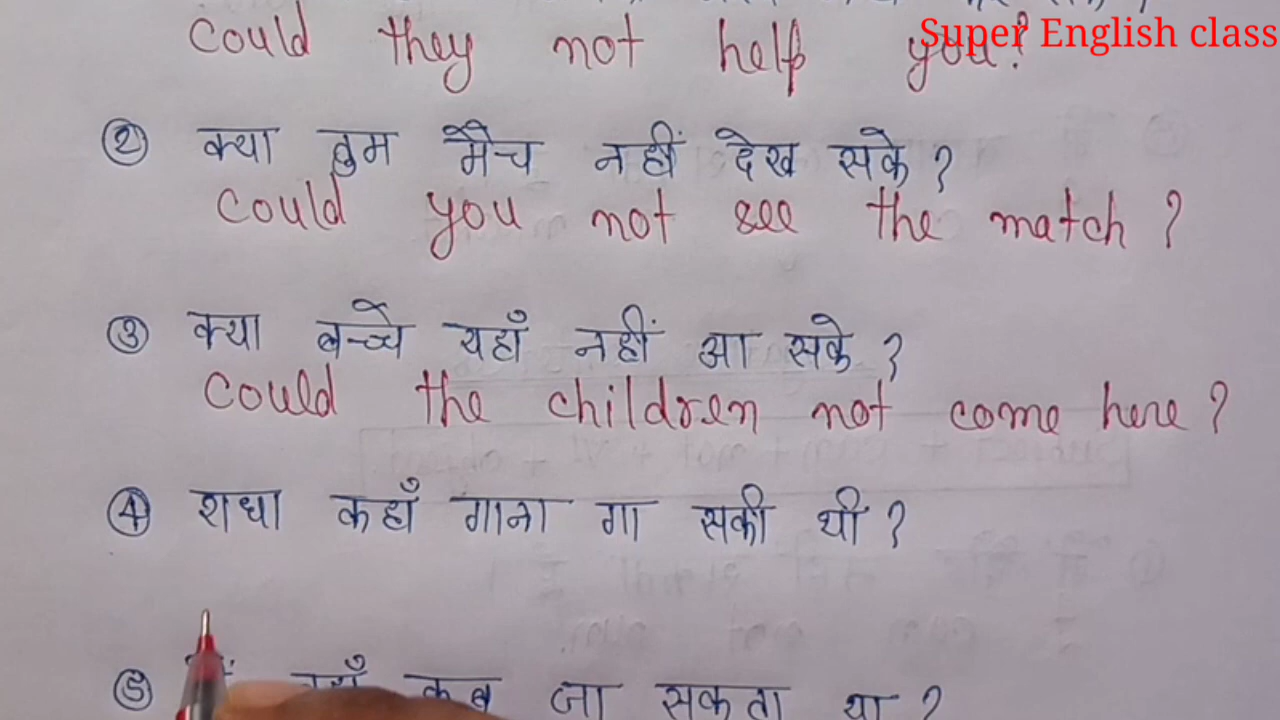 Could they not help you?
Super English class
② क्या तुम मैच नहीं देख सके?
Could you not see the match?
③ क्या बच्चे यहाँ नहीं आ सके?
Could the children not come here?
④ राधा कहाँ गाना गा सकी थी?
⑤ कब जा सकता था?